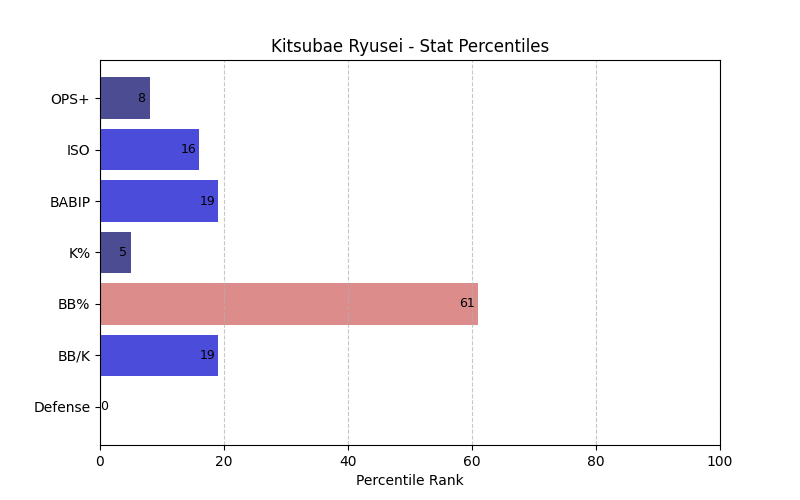 Kitsubae Ryusei - Stat Percentiles
OPS+
8
ISO
16
BABIP
19
K%
5
BB%
61
BB/K
19
Defense
0
0 20 40 60 80 100
Percentile Rank